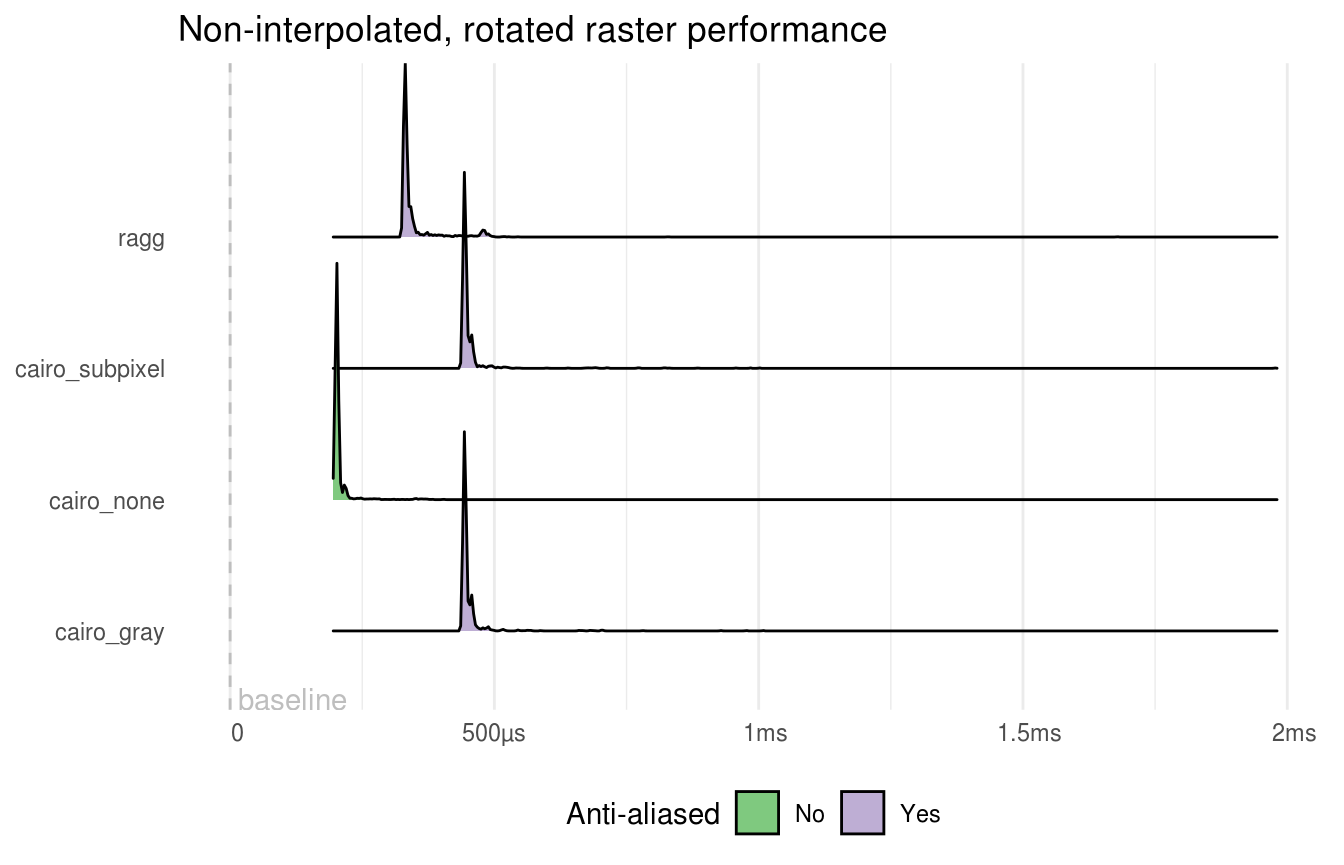 Non-interpolated, rotated raster performance
ragg
cairo_subpixel
cairo_none
cairo_gray
baseline
0 500µs 1ms 1.5ms 2ms
Anti-aliased No Yes